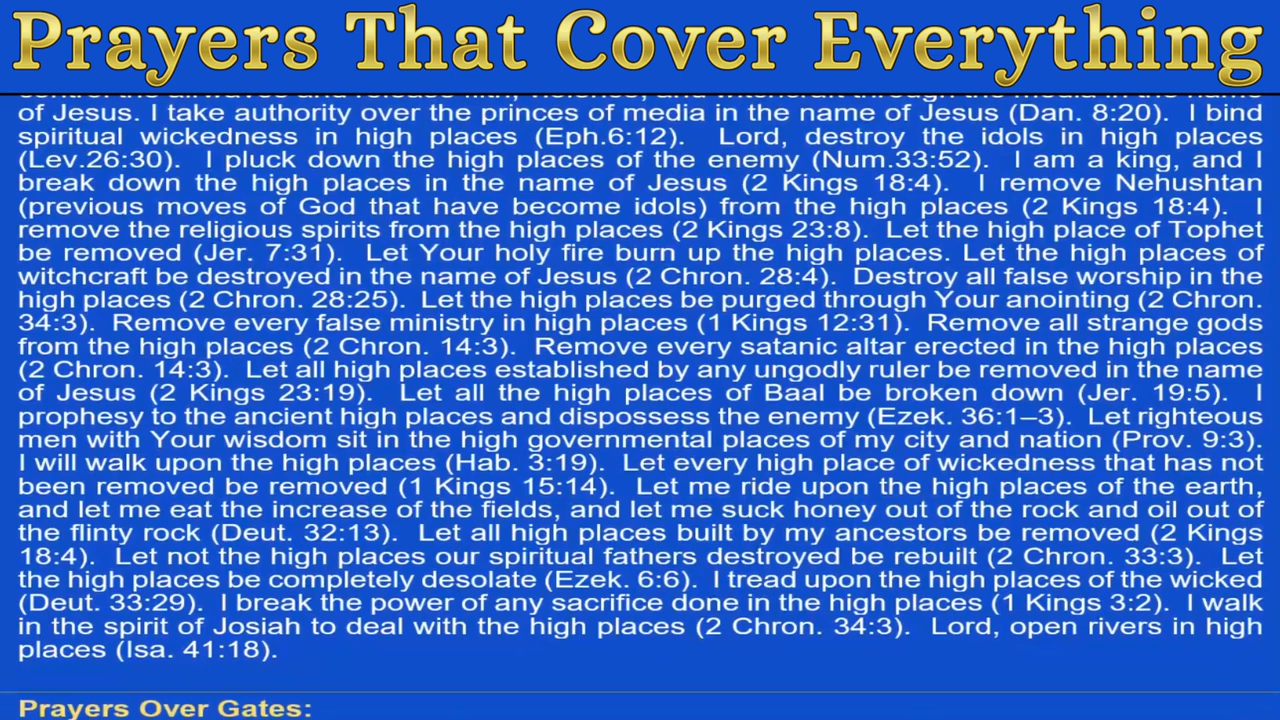 Prayers That Cover Everything
of Jesus. I take authority over the princes of media in the name of Jesus (Dan. 8:20). I bind
spiritual wickedness in high places (Eph.6:12). Lord, destroy the idols in high places
(Lev.26:30). I pluck down the high places of the enemy (Num.33:52). I am a king, and I
break down the high places in the name of Jesus (2 Kings 18:4). I remove Nehushtan
(previous moves of God that have become idols) from the high places (2 Kings 18:4). I
remove the religious spirits from the high places (2 Kings 23:8). Let the high place of Tophet
be removed (Jer. 7:31). Let Your holy fire burn up the high places. Let the high places of
witchcraft be destroyed in the name of Jesus (2 Chron. 28:4). Destroy all false worship in the
high places (2 Chron. 28:25). Let the high places be purged through Your anointing (2 Chron.
34:3). Remove every false ministry in high places (1 Kings 12:31). Remove all strange gods
from the high places (2 Chron. 14:3). Remove every satanic altar erected in the high places
(2 Chron. 14:3). Let all high places established by any ungodly ruler be removed in the name
of Jesus (2 Kings 23:19). Let all the high places of Baal be broken down (Jer. 19:5). I
prophesy to the ancient high places and dispossess the enemy (Ezek. 36:1–3). Let righteous
men with Your wisdom sit in the high governmental places of my city and nation (Prov. 9:3).
I will walk upon the high places (Hab. 3:19). Let every high place of wickedness that has not
been removed be removed (1 Kings 15:14). Let me ride upon the high places of the earth,
and let me eat the increase of the fields, and let me suck honey out of the rock and oil out of
the flinty rock (Deut. 32:13). Let all high places built by my ancestors be removed (2 Kings
18:4). Let not the high places our spiritual fathers destroyed be rebuilt (2 Chron. 33:3). Let
the high places be completely desolate (Ezek. 6:6). I tread upon the high places of the wicked
(Deut. 33:29). I break the power of any sacrifice done in the high places (1 Kings 3:2). I walk
in the spirit of Josiah to deal with the high places (2 Chron. 34:3). Lord, open rivers in high
places (Isa. 41:18).
Prayers Over Gates: